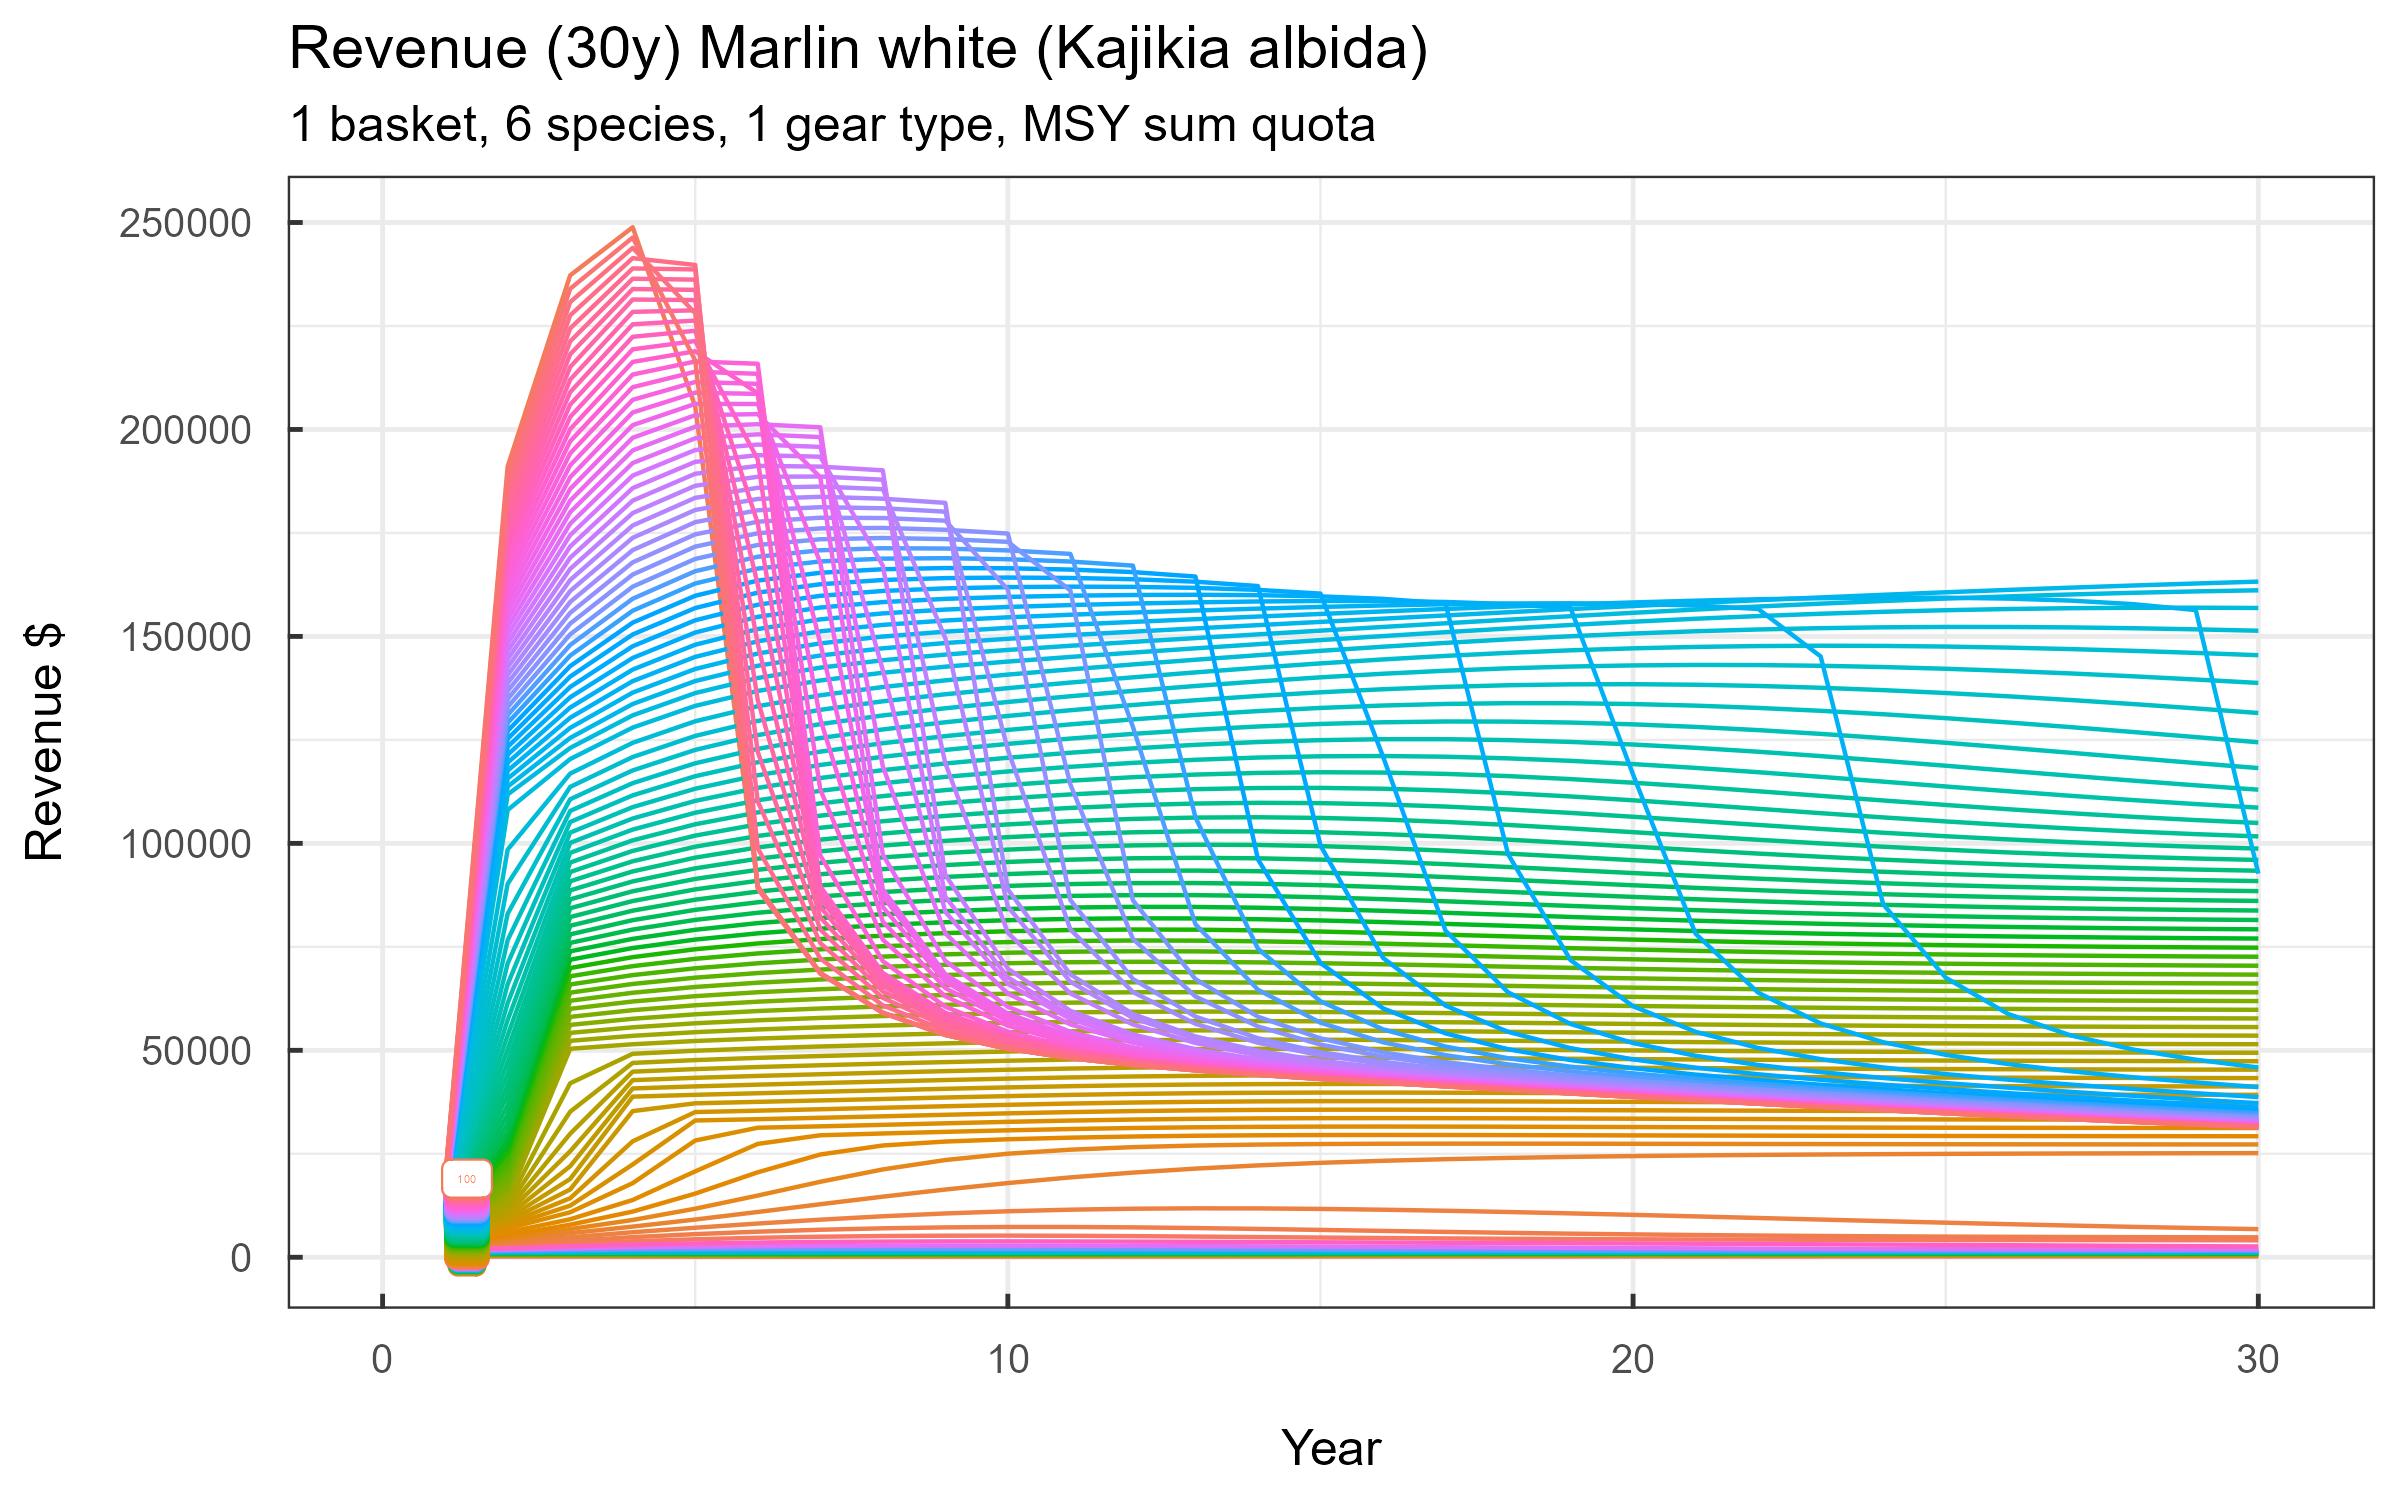 Revenue (30y) Marlin white (Kajikia albida)
1 basket, 6 species, 1 gear type, MSY sum quota
Revenue $
250000
200000
150000
100000
50000
0
100
0
10
20
30
Year